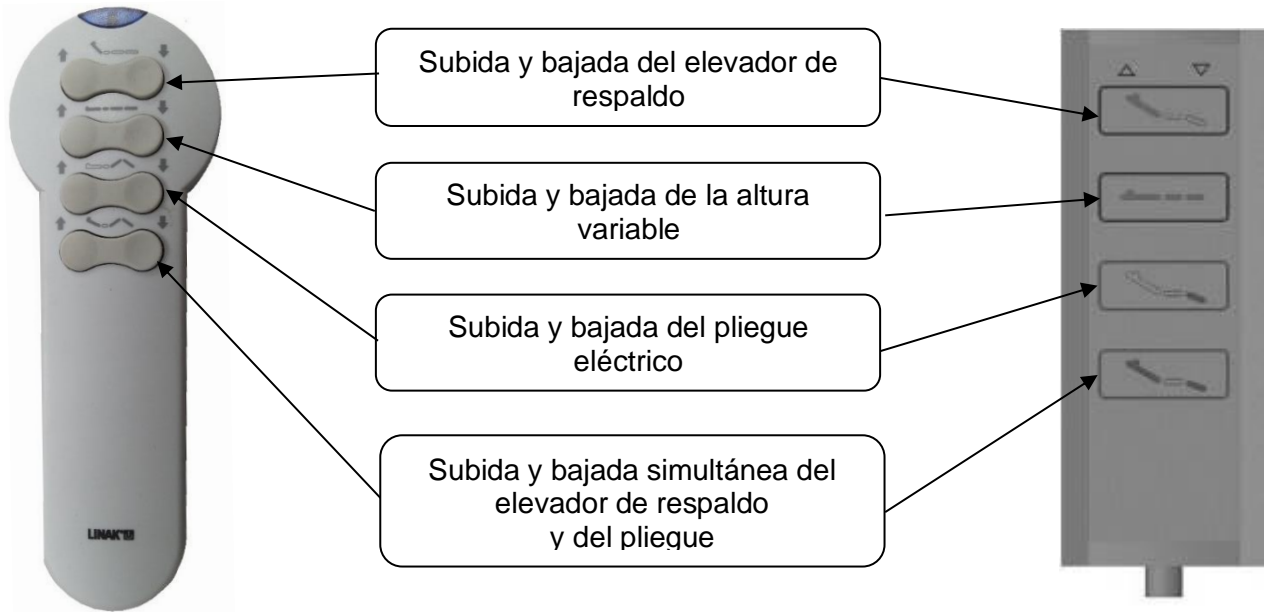 Subida y bajada del elevador de
respaldo
Subida y bajada de la altura
variable
Subida y bajada del pliegue
eléctrico
Subida y bajada simultánea del
elevador de respaldo
y del pliegue
LINAK